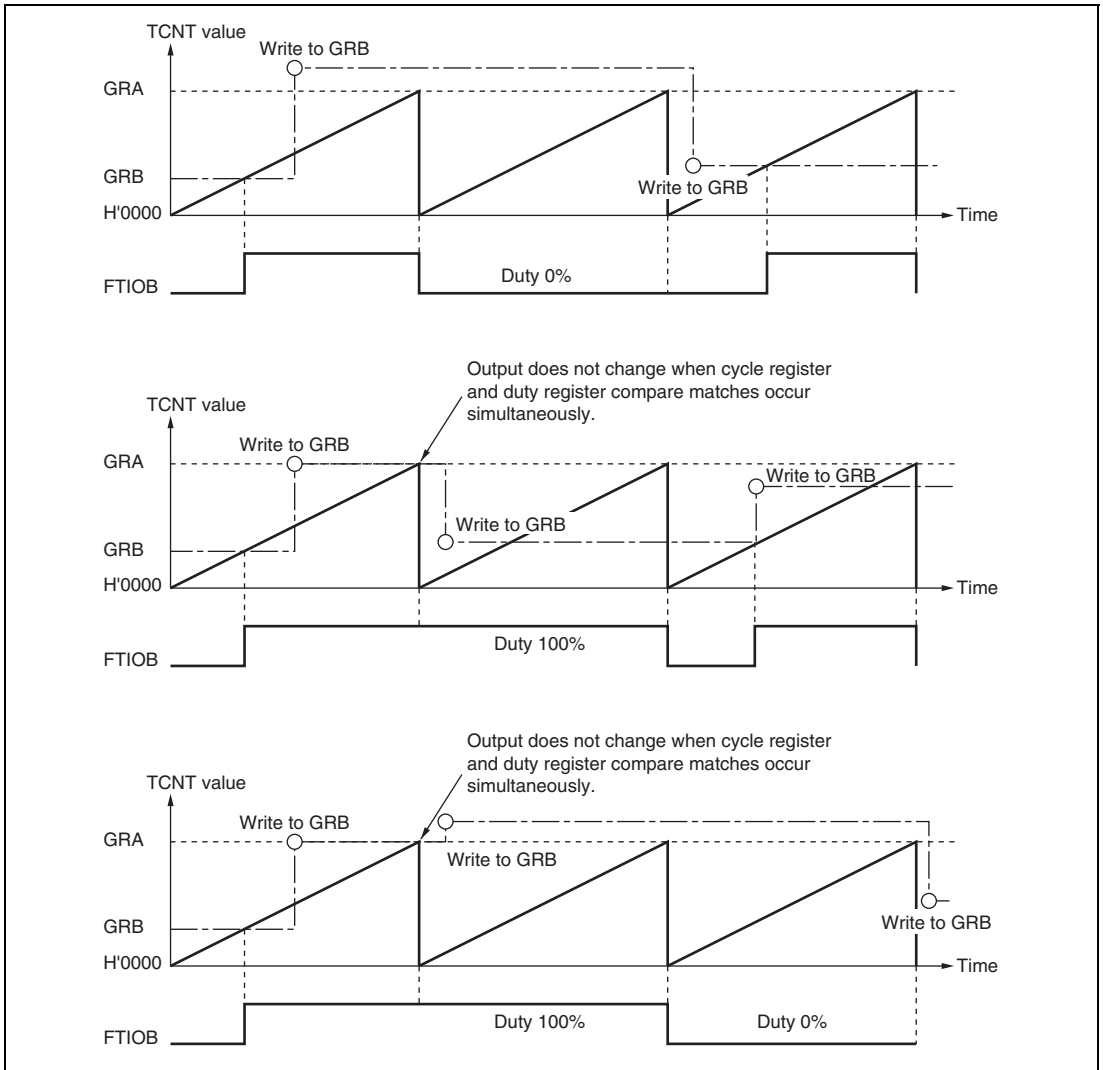 TCNT value
Write to GRB
GRA
GRB
Write to GRB
H'0000
Time
Duty 0%
FTIOB
Output does not change when cycle register
and duty register compare matches occur
simultaneously.
TCNT value
Write to GRB
GRA
Write to GRB
Write to GRB
GRB
H'0000
Time
Duty 100%
FTIOB
Output does not change when cycle register
and duty register compare matches occur
simultaneously.
TCNT value
Write to GRB
GRA
Write to GRB
GRB
Write to GRB
H'0000
Time
Duty 100%
Duty 0%
FTIOB